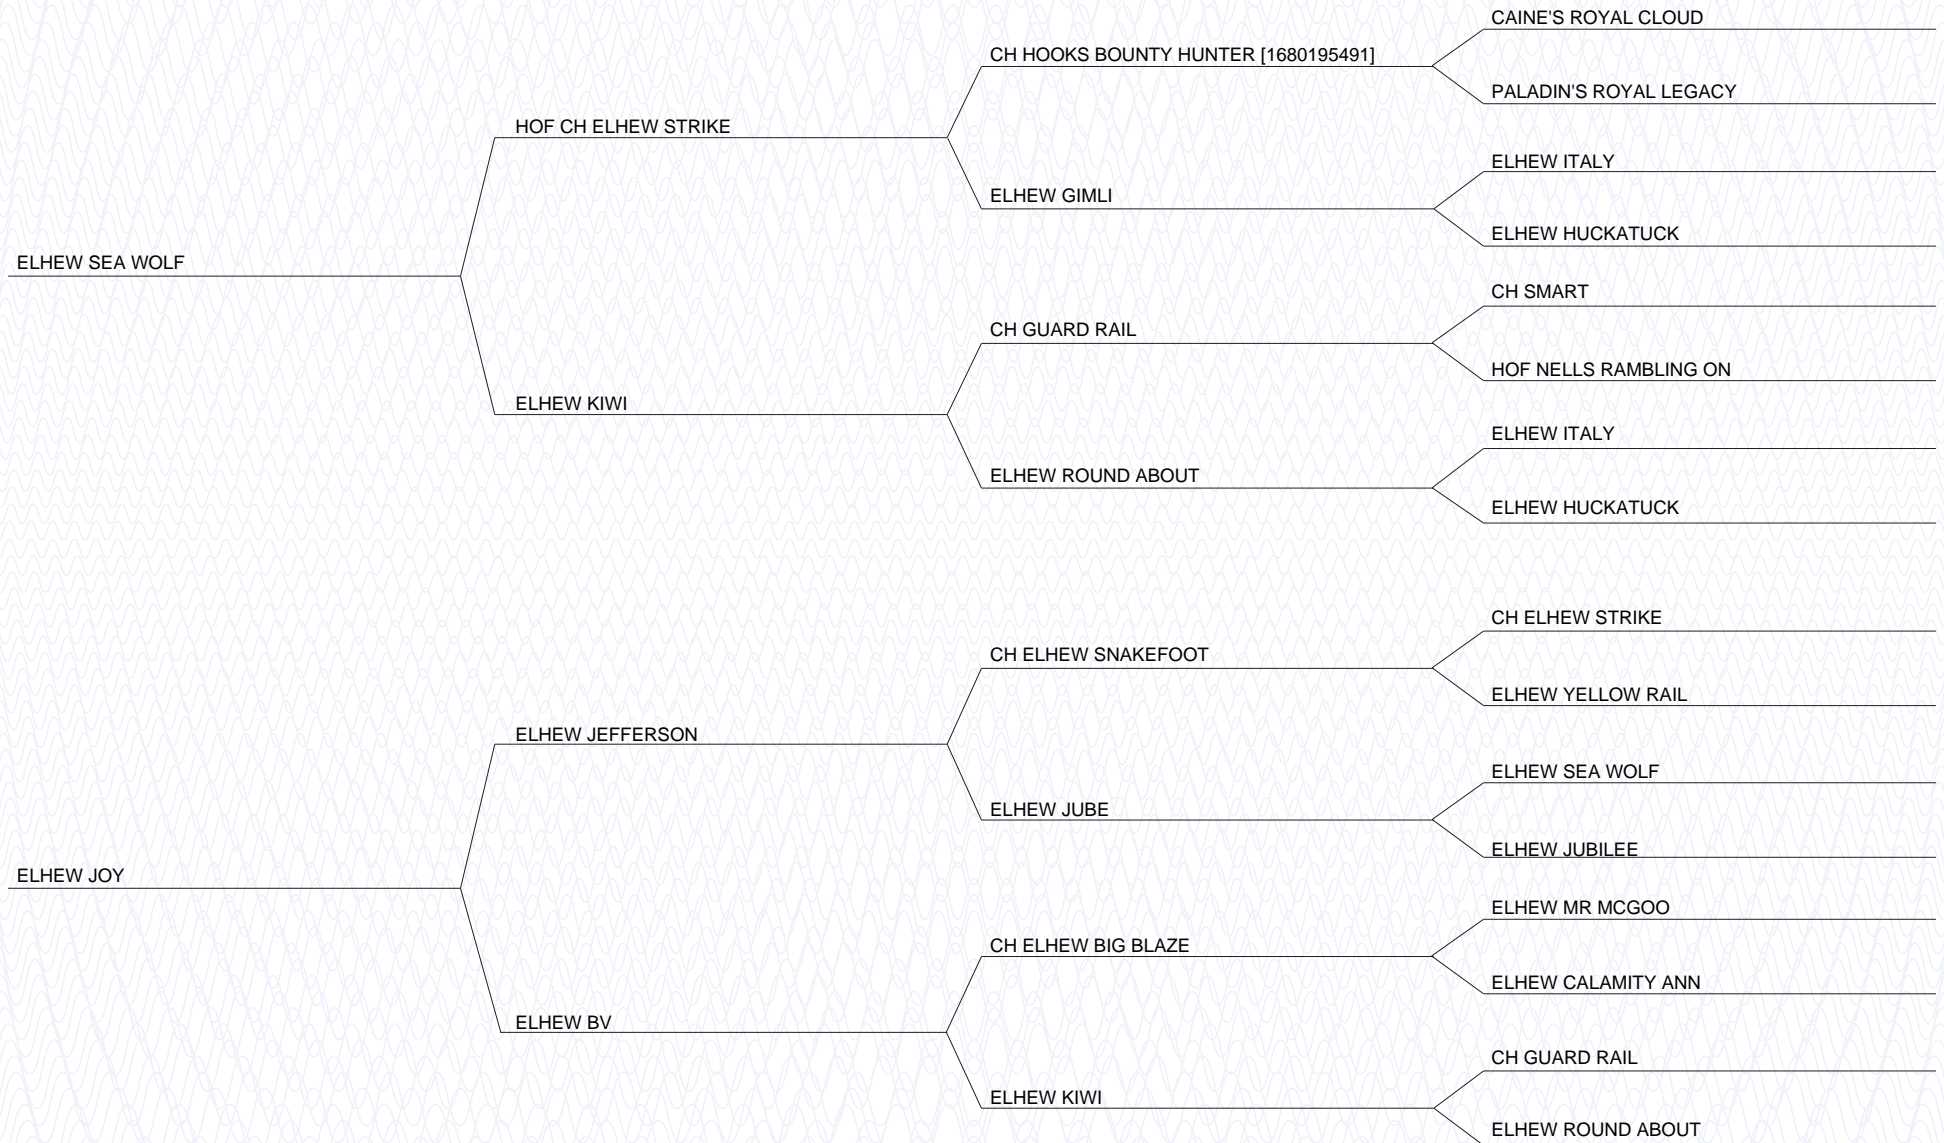 CAINE'S ROYAL CLOUD
CH HOOKS BOUNTY HUNTER [1680195491]
PALADIN'S ROYAL LEGACY
HOF CH ELHEW STRIKE
ELHEW ITALY
ELHEW GIMLI
ELHEW HUCKATUCK
ELHEW SEA WOLF
CH SMART
CH GUARD RAIL
HOF NELLS RAMBLING ON
ELHEW KIWI
ELHEW ITALY
ELHEW ROUND ABOUT
ELHEW HUCKATUCK
CH ELHEW STRIKE
CH ELHEW SNAKEFOOT
ELHEW YELLOW RAIL
ELHEW JEFFERSON
ELHEW SEA WOLF
ELHEW JUBE
ELHEW JUBILEE
ELHEW JOY
ELHEW MR MCGOO
CH ELHEW BIG BLAZE
ELHEW CALAMITY ANN
ELHEW BV
CH GUARD RAIL
ELHEW KIWI
ELHEW ROUND ABOUT